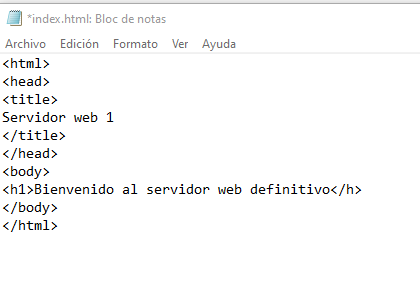 *index.html: Bloc de notas
Archivo Edición Formato Ver Ayuda
<html>
<head>
<title>
Servidor web 1
</title>
</head>
<body>
<h1>Bienvenido al servidor web definitivo</h>
</body>
</html>